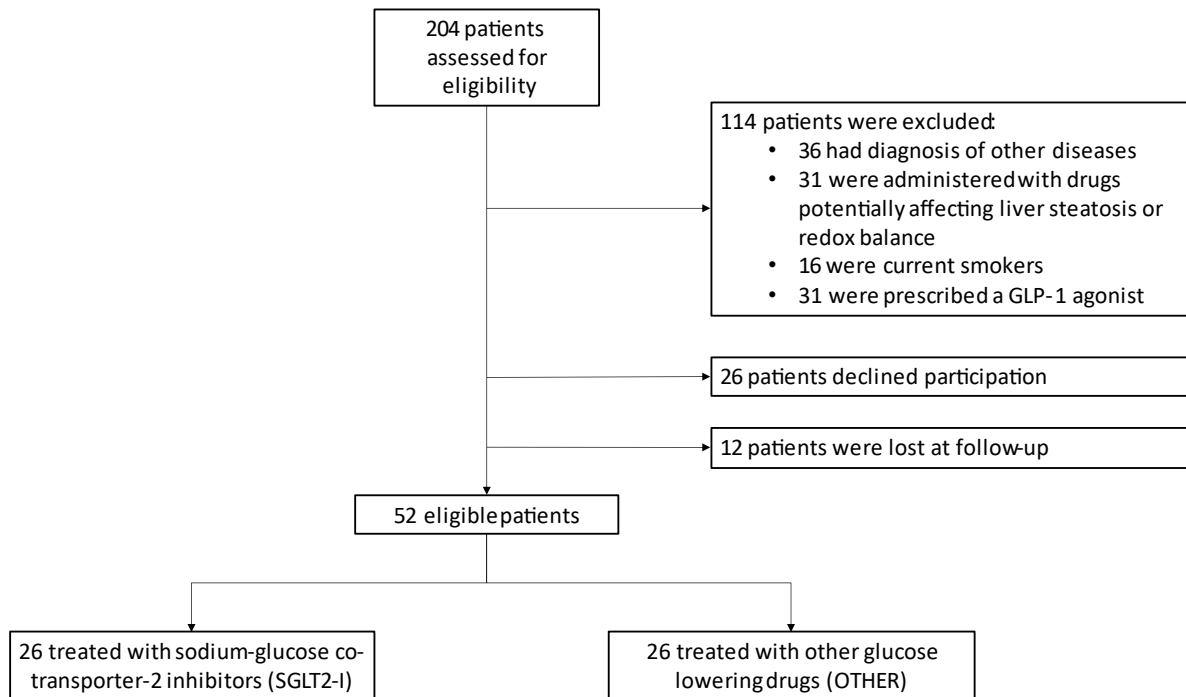 204 patients
assessed for
eligibility
114 patients were excluded:
• 36 had diagnosis of other diseases
• 31 were administered with drugs
potentially affecting liver steatosis or
redox balance
• 16 were current smokers
• 31 were prescribed a GLP-1 agonist
26 patients declined participation
12 patients were lost at follow-up
52 eligible patients
26 treated with sodium-glucose co-
transporter-2 inhibitors (SGLT2-I)
26 treated with other glucose
lowering drugs (OTHER)